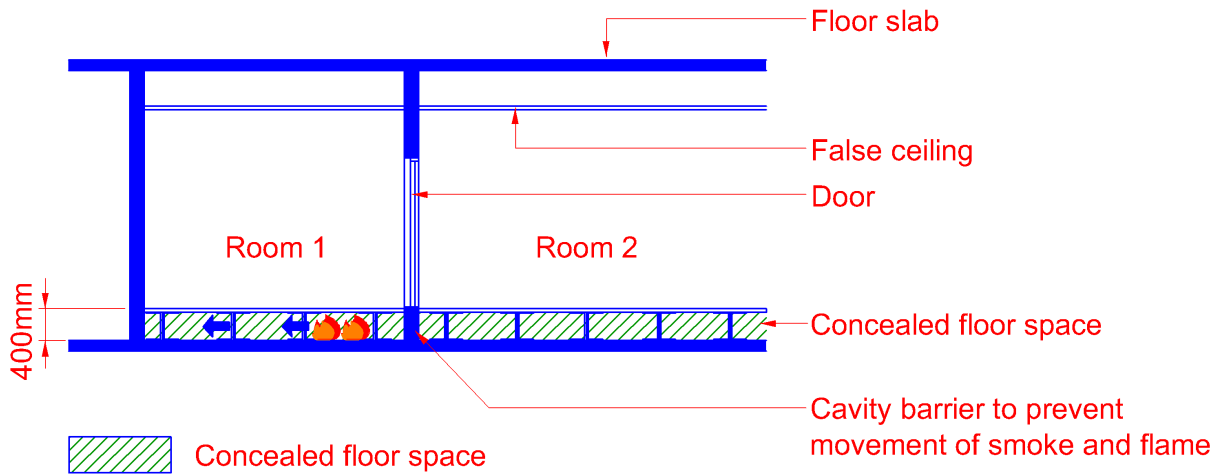 Floor slab
False ceiling
Door
Room 1
Room 2
400mm
Concealed floor space
Cavity barrier to prevent
movement of smoke and flame
Concealed floor space